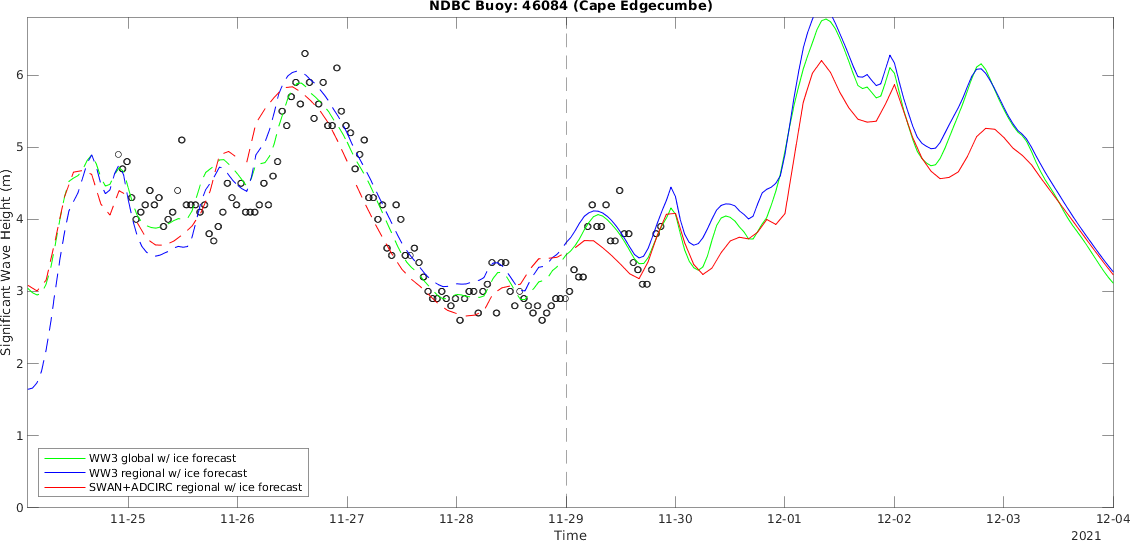 NDBC Buoy: 46084 (Cape Edgecumbe)
Significant Wave Height (m)
6
5
4
3
2
1
0
WW3 global w/ ice forecast
WW3 regional w/ ice forecast
SWAN+ADCIRC regional w/ ice forecast
11-25 11-26 11-27 11-28 11-29 11-30 12-01 12-02 12-03 12-04
Time
2021